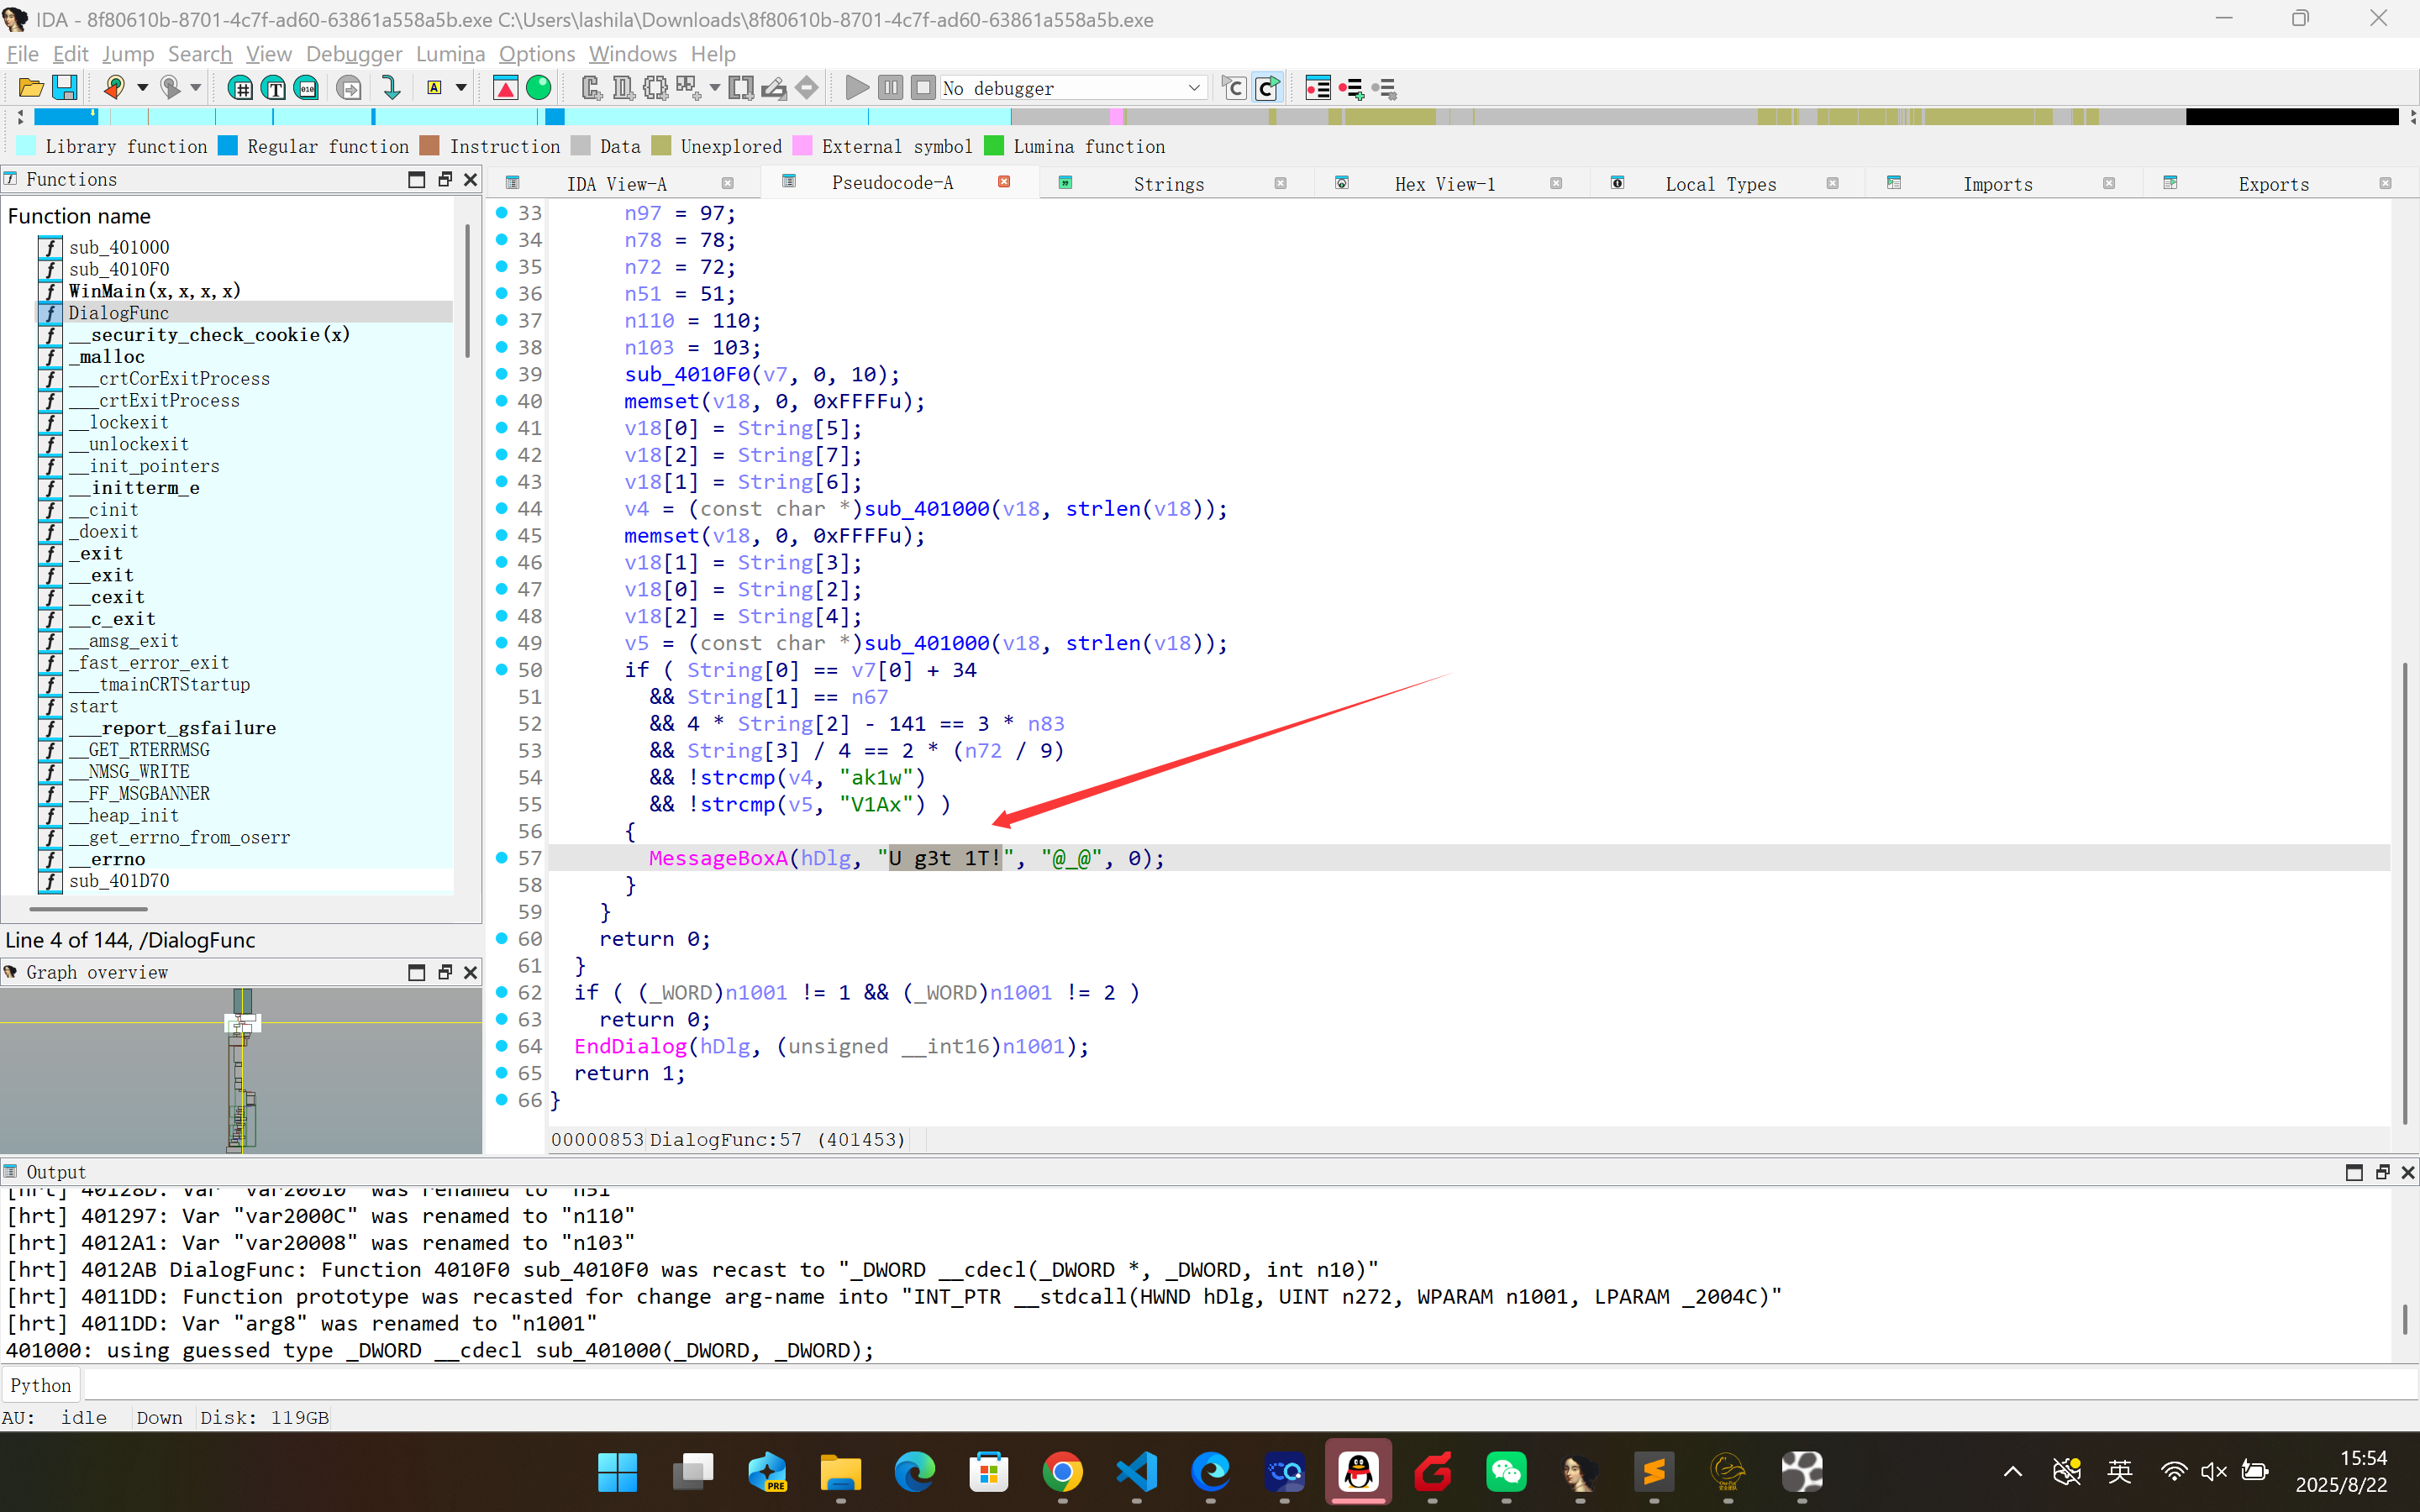 IDA - 8f80610b-8701-4c7f-ad60-63861a558a5b.exe C:\Users\lashila\Downloads\8f80610b-8701-4c7f-ad60-63861a558a5b.exe
File Edit Jump Search View Debugger Lumina Options Windows Help
No debugger
Library function Regular function Instruction Data Unexplored External symbol Lumina function
Functions
IDA View-A Pseudocode-A Strings Hex View-1 Local Types Imports Exports
Function name
sub_401000
sub_4010F0
WinMain(x,x,x,x)
DialogFunc
__security_check_cookie(x)
_malloc
___crtCorExitProcess
___crtExitProcess
__lockexit
__unlockexit
__init_pointers
__initterm_e
__cinit
_doexit
_exit
__exit
__cexit
__c_exit
__amsg_exit
_fast_error_exit
___tmainCRTStartup
start
___report_gsfailure
__GET_RTERRMSG
__NMSG_WRITE
__FF_MSGBANNER
__heap_init
__get_errno_from_oserr
__errno
sub_401D70
Line 4 of 144, /DialogFunc
Graph overview
33 n97 = 97;
34 n78 = 78;
35 n72 = 72;
36 n51 = 51;
37 n110 = 110;
38 n103 = 103;
39 sub_4010F0(v7, 0, 10);
40 memset(v18, 0, 0xFFFFu);
41 v18[0] = String[5];
42 v18[2] = String[7];
43 v18[1] = String[6];
44 v4 = (const char *)sub_401000(v18, strlen(v18));
45 memset(v18, 0, 0xFFFFu);
46 v18[1] = String[3];
47 v18[0] = String[2];
48 v18[2] = String[4];
49 v5 = (const char *)sub_401000(v18, strlen(v18));
50 if ( String[0] == v7[0] + 34
51 && String[1] == n67
52 && 4 * String[2] - 141 == 3 * n83
53 && String[3] / 4 == 2 * (n72 / 9)
54 && !strcmp(v4, "ak1w")
55 && !strcmp(v5, "V1Ax") )
56 {
57 MessageBoxA(hDlg, "U g3t 1T!", "@_@", 0);
58 }
59 }
60 return 0;
61 }
62 if ( (_WORD)n1001 != 1 && (_WORD)n1001 != 2 )
63 return 0;
64 EndDialog(hDlg, (unsigned __int16)n1001);
65 return 1;
66 }
00000853 DialogFunc:57 (401453)
Output
[hrt] 40128D: Var "var20010" was renamed to "n51"
[hrt] 401297: Var "var2000C" was renamed to "n110"
[hrt] 4012A1: Var "var20008" was renamed to "n103"
[hrt] 4012AB DialogFunc: Function 4010F0 sub_4010F0 was recast to "_DWORD __cdecl(_DWORD *, _DWORD, int n10)"
[hrt] 4011DD: Function prototype was recasted for change arg-name into "INT_PTR __stdcall(HWND hDlg, UINT n272, WPARAM n1001, LPARAM _2004C)"
[hrt] 4011DD: Var "arg8" was renamed to "n1001"
401000: using guessed type _DWORD __cdecl sub_401000(_DWORD, _DWORD);
Python
AU: idle Down Disk: 119GB
PRE
英
15:54
2025/8/22